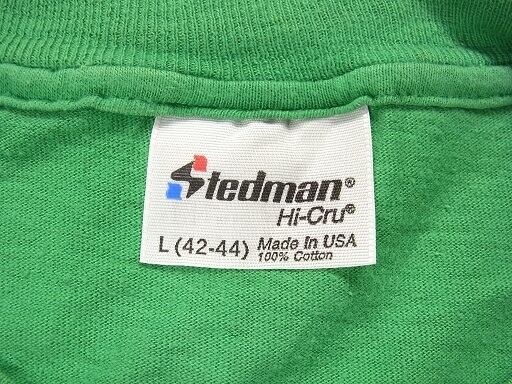 Stedman®
Hi-Cru®
L (42-44) Made In USA
100% Cotton